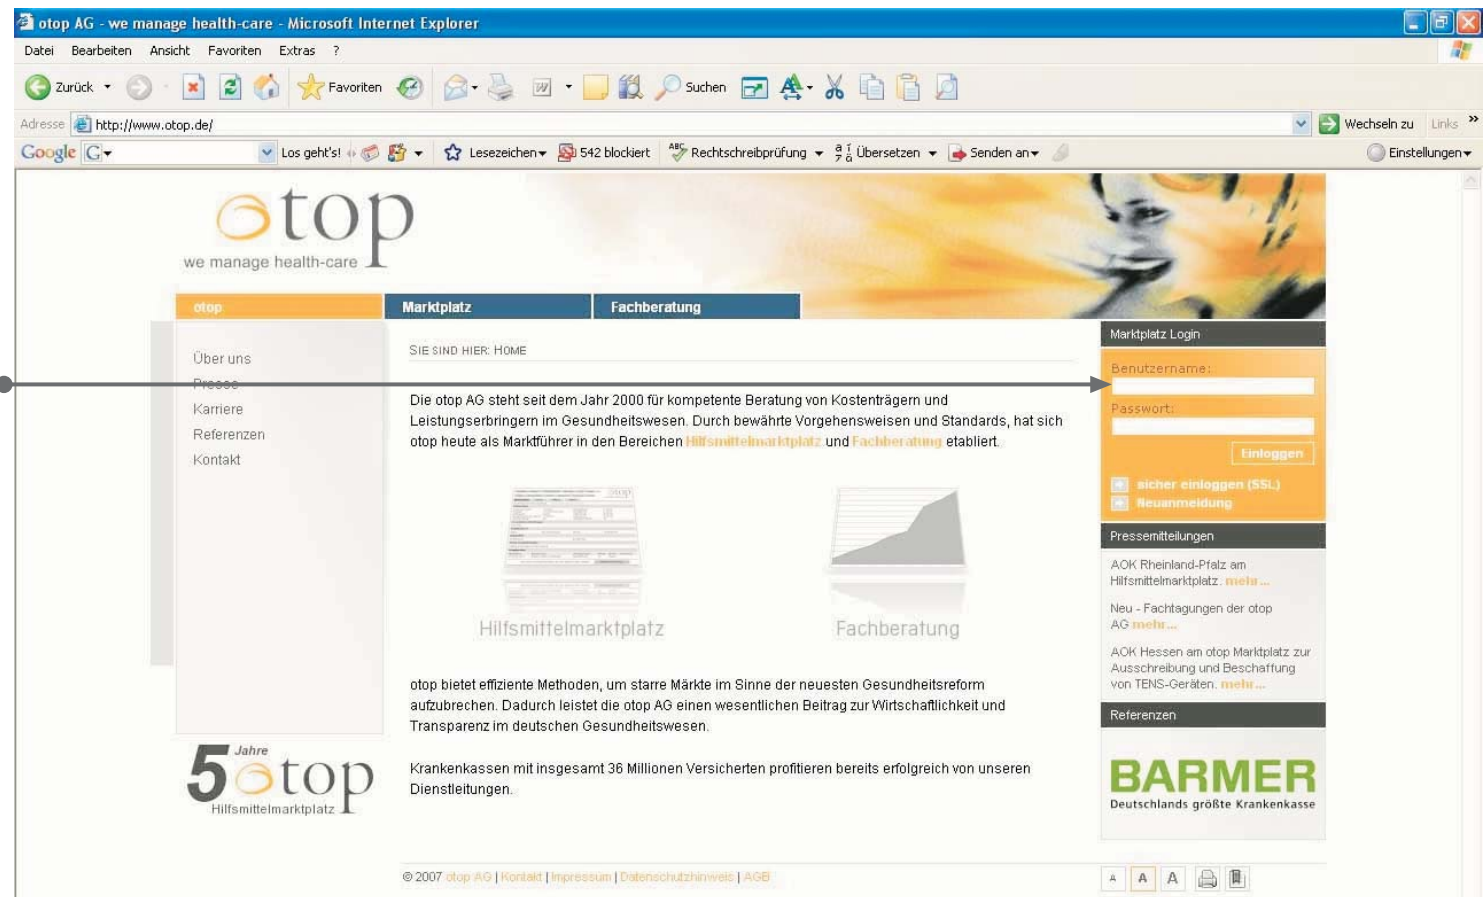 otop AG - we manage health-care - Microsoft Internet Explorer
Datei Bearbeiten Ansicht Favoriten Extras ?
Zurück Favoriten Suchen
Adresse http://www.otop.de/ Wechseln zu Links »
Google G Los geht's! Lesezeichen 542 blockiert ABC Rechtschreibprüfung Übersetzen Senden an Einstellungen
otop
we manage health-care
otop Marktplatz Fachberatung
Über uns
Presse
Karriere
Referenzen
Kontakt
5 Jahre otop
Hilfsmittelmarktplatz
SIE SIND HIER: HOME
Die otop AG steht seit dem Jahr 2000 für kompetente Beratung von Kostenträgern und
Leistungserbringern im Gesundheitswesen. Durch bewährte Vorgehensweisen und Standards, hat sich
otop heute als Marktführer in den Bereichen Hilfsmittelmarktplatz und Fachberatung etabliert.
Hilfsmittelmarktplatz Fachberatung
otop bietet effiziente Methoden, um starre Märkte im Sinne der neuesten Gesundheitsreform
aufzubrechen. Dadurch leistet die otop AG einen wesentlichen Beitrag zur Wirtschaftlichkeit und
Transparenz im deutschen Gesundheitswesen.
Krankenkassen mit insgesamt 36 Millionen Versicherten profitieren bereits erfolgreich von unseren
Dienstleitungen.
Marktplatz Login
Benutzername:
Passwort:
Einloggen
sicher einloggen (SSL)
Neuanmeldung
Pressemitteilungen
AOK Rheinland-Pfalz am
Hilfsmittelmarktplatz. mehr...
Neu - Fachtagungen der otop
AG mehr...
AOK Hessen am otop Marktplatz zur
Ausschreibung und Beschaffung
von TENS-Geräten. mehr...
Referenzen
BARMER
Deutschlands größte Krankenkasse
© 2007 otop AG | Kontakt | Impressum | Datenschutzhinweis | AGB
A A A